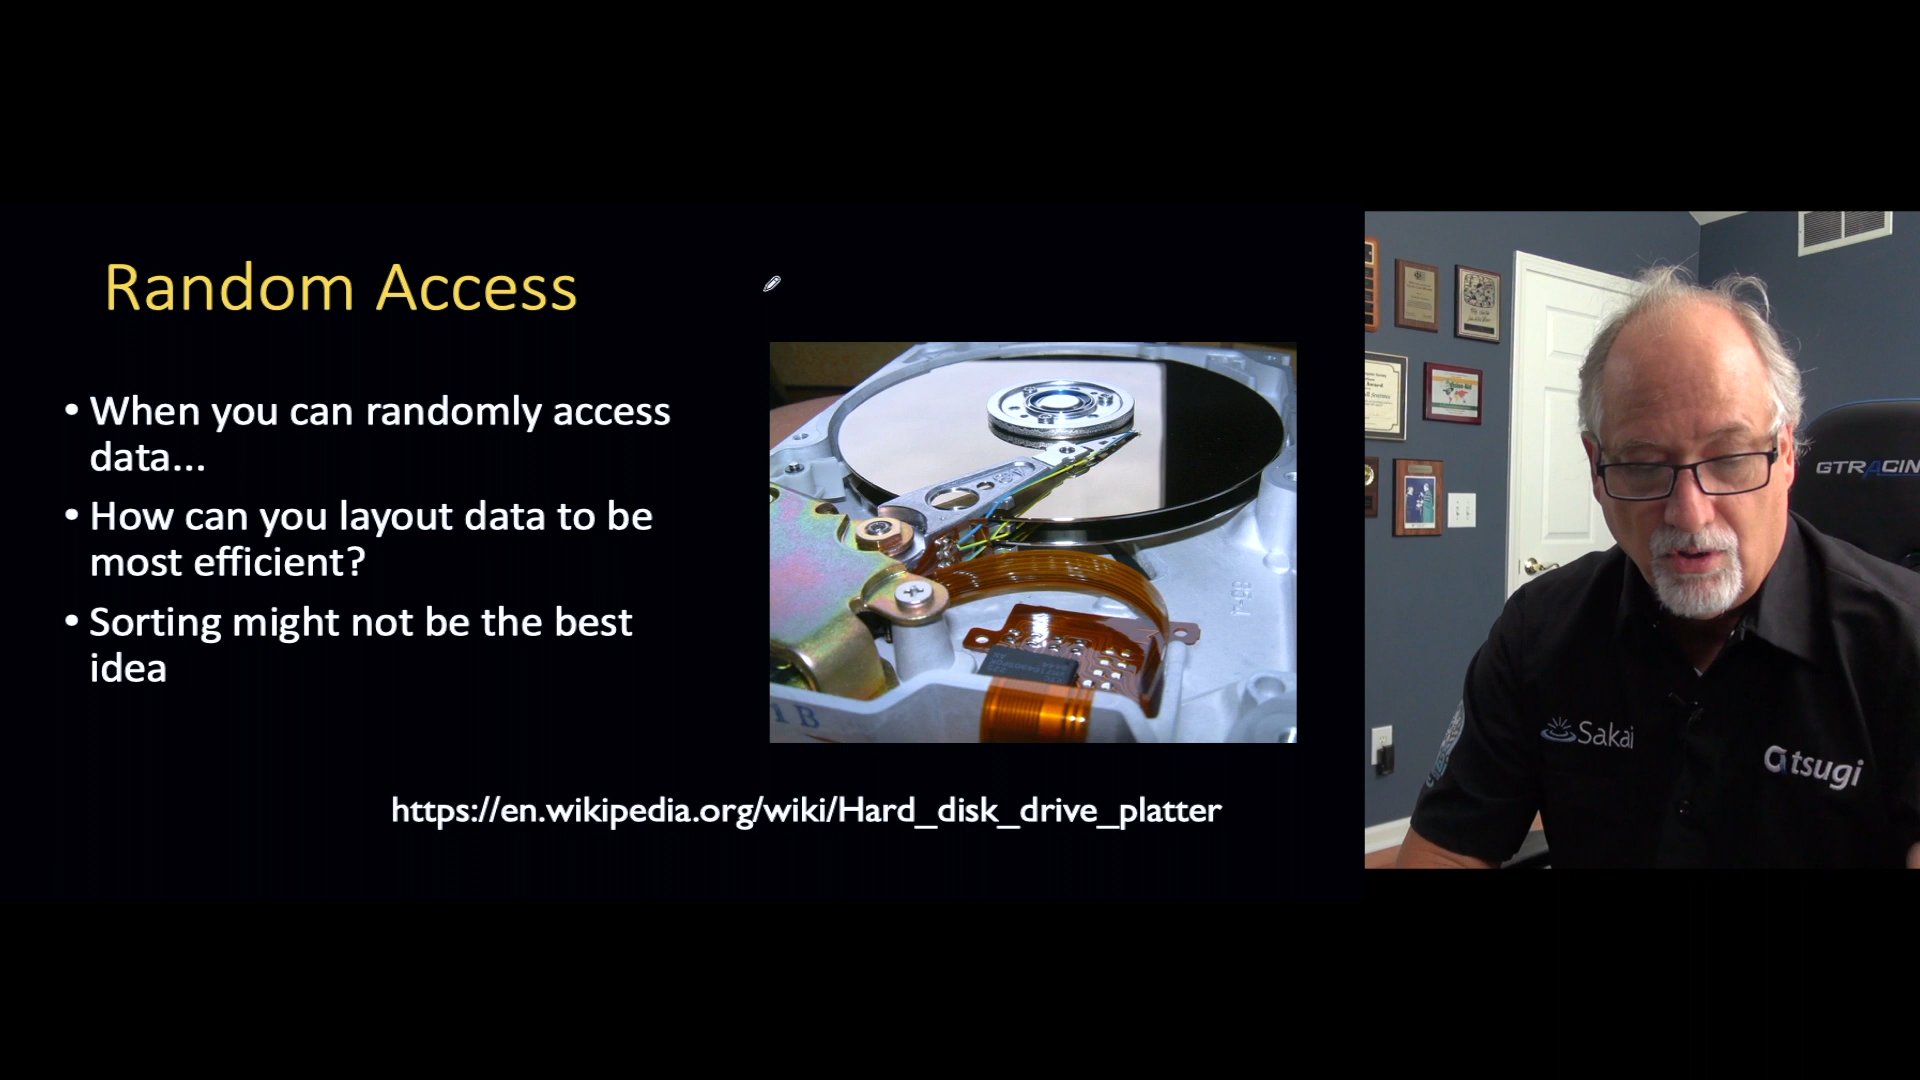 Random Access
• When you can randomly access
data...
• How can you layout data to be
most efficient?
• Sorting might not be the best
idea
https://en.wikipedia.org/wiki/Hard_disk_drive_platter
1B
GTRACIN
Sakai
tsugi